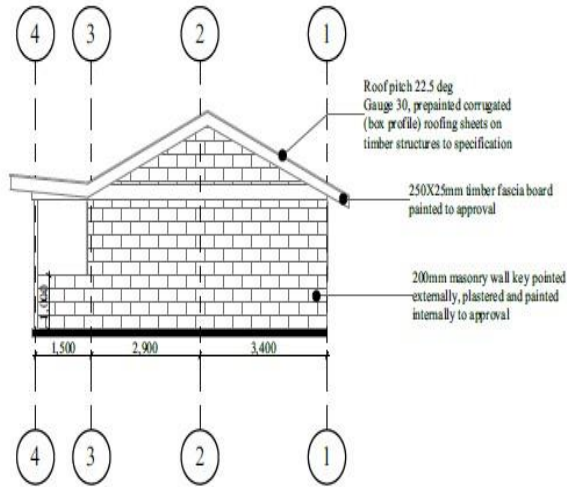 4 3 2 1
Roof pitch 22.5 deg
Gauge 30, prepainted corrugated
(box profile) roofing sheets on
timber structures to specification
250X25mm timber fascia board
painted to approval
200mm masonry wall key pointed
externally, plastered and painted
internally to approval
1,000
1,500 2,900 3,400
4 3 2 1